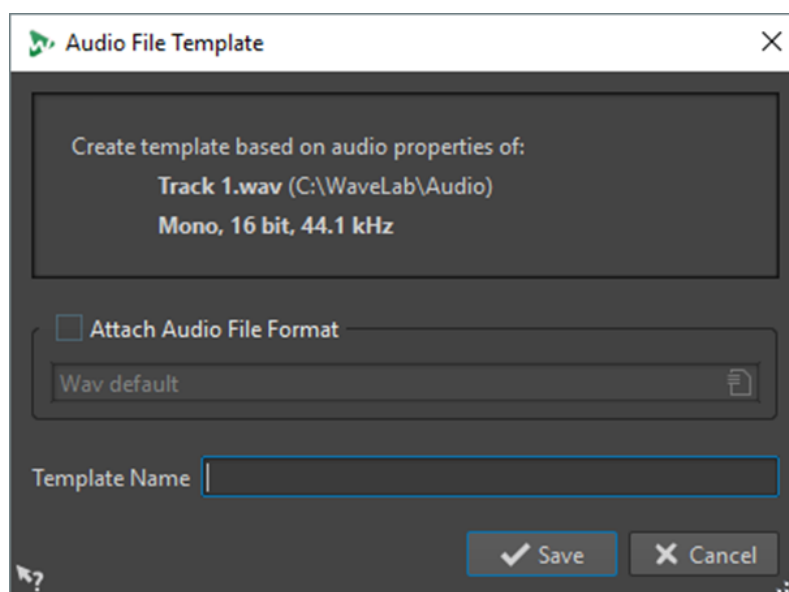 Audio File Template
Create template based on audio properties of:
Track 1.wav (C:\WaveLab\Audio)
Mono, 16 bit, 44.1 kHz
Attach Audio File Format
Wav default
Template Name
Save
Cancel
?